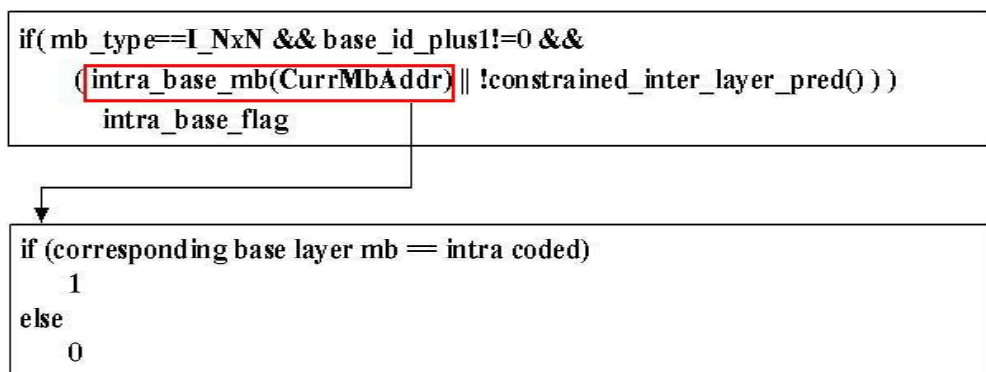 if( mb_type==I_NxN && base_id_plus1!=0 &&
( intra_base_mb(CurrMbAddr) || !constrained_inter_layer_pred() ) )
intra_base_flag
if (corresponding base layer mb == intra coded)
1
else
0